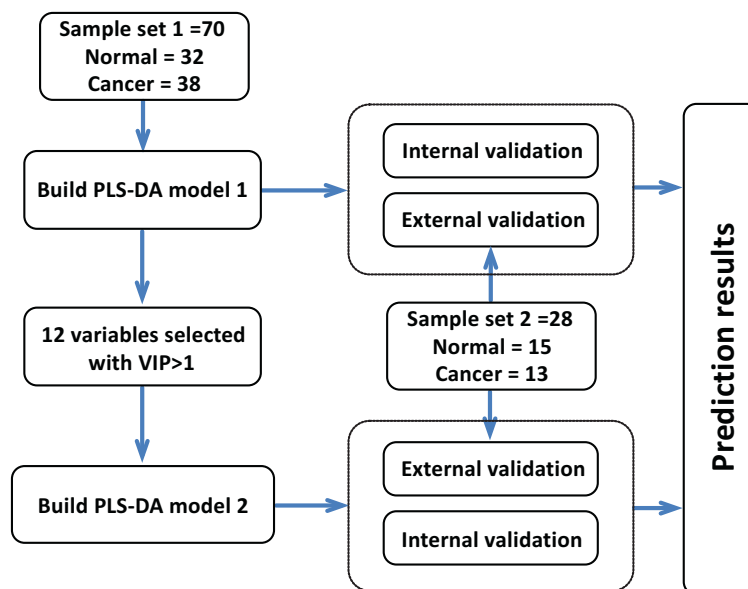 Sample set 1 =70
Normal = 32
Cancer = 38
Build PLS-DA model 1
Internal validation
External validation
12 variables selected
with VIP>1
Sample set 2 =28
Normal = 15
Cancer = 13
Build PLS-DA model 2
External validation
Internal validation
Prediction results